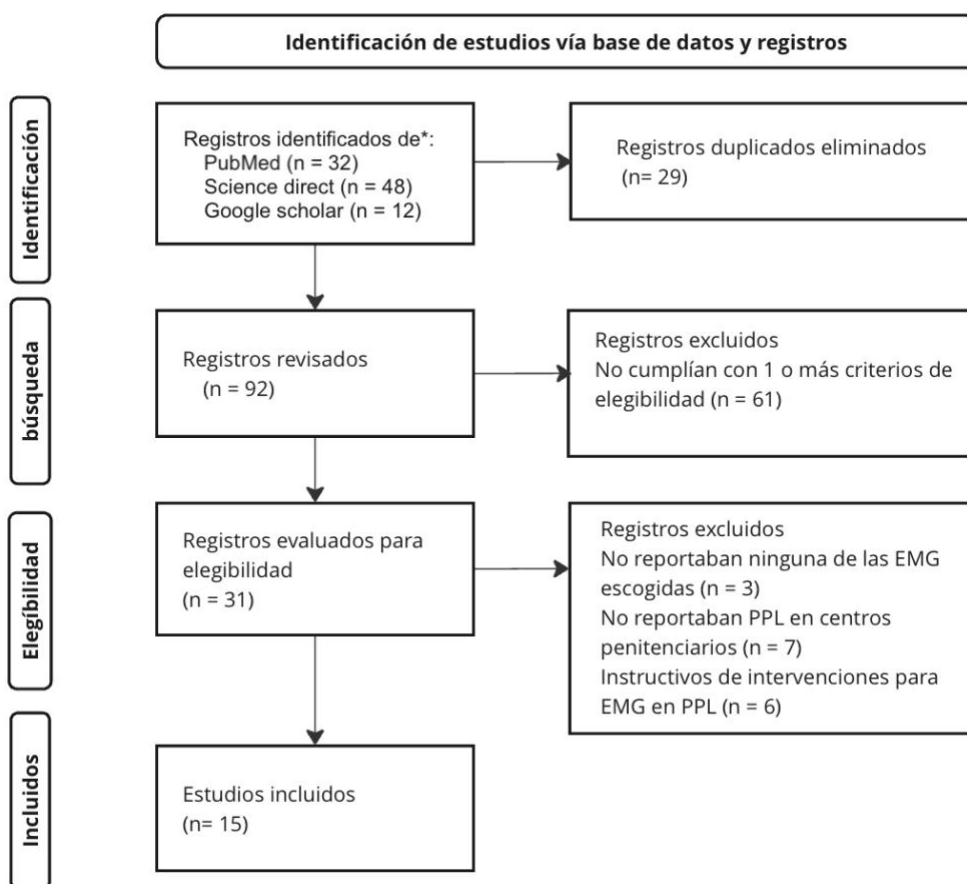 Identificación de estudios vía base de datos y registros
Identificación
Registros identificados de*:
PubMed (n = 32)
Science direct (n = 48)
Google scholar (n = 12)
Registros duplicados eliminados
(n= 29)
búsqueda
Registros revisados
(n = 92)
Registros excluidos
No cumplían con 1 o más criterios de
elegibilidad (n = 61)
Elegíbilidad
Registros evaluados para
elegibilidad
(n = 31)
Registros excluidos
No reportaban ninguna de las EMG
escogidas (n = 3)
No reportaban PPL en centros
penitenciarios (n = 7)
Instructivos de intervenciones para
EMG en PPL (n = 6)
Incluidos
Estudios incluidos
(n= 15)